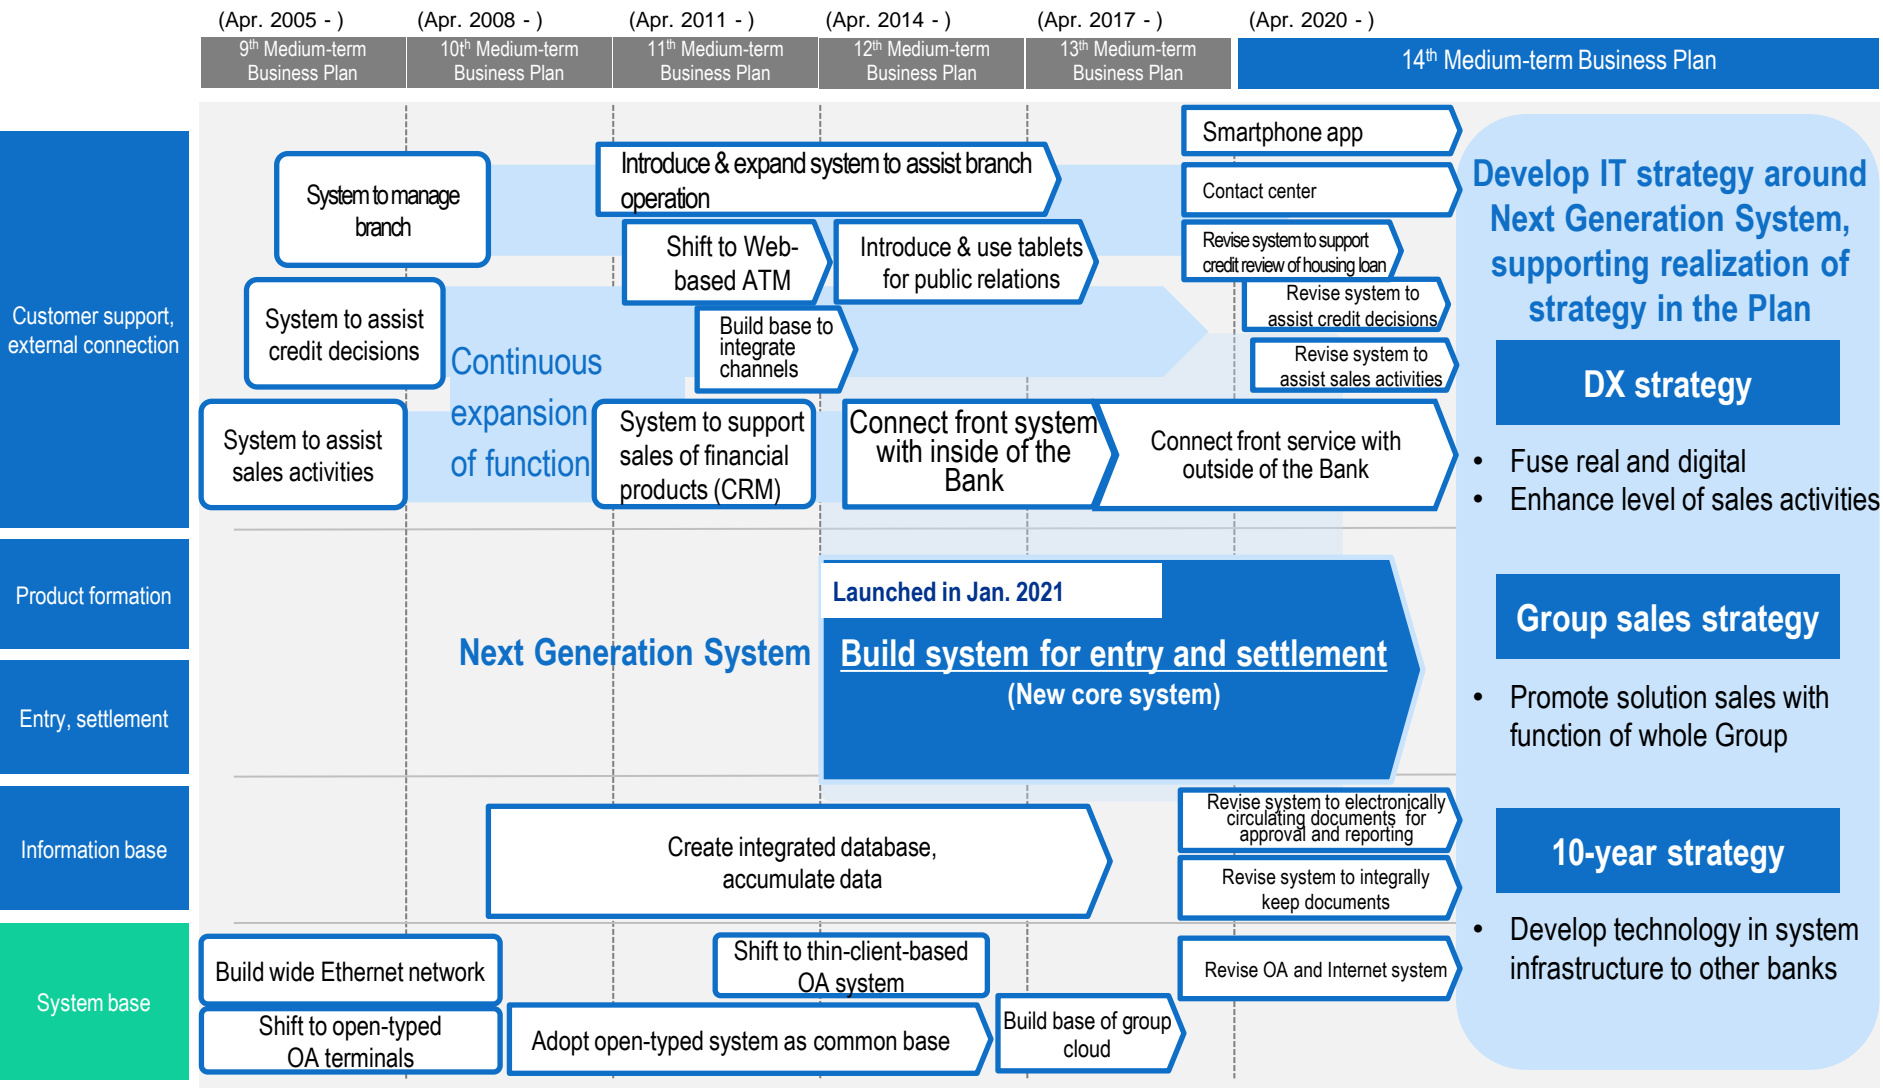 (Apr. 2005 - )
(Apr. 2008 - )
(Apr. 2011 - )
(Apr. 2014 - )
(Apr. 2017 - )
(Apr. 2020 - )
9th Medium-term
Business Plan
10th Medium-term
Business Plan
11th Medium-term
Business Plan
12th Medium-term
Business Plan
13th Medium-term
Business Plan
14th Medium-term Business Plan
Customer support,
external connection
System to manage
branch
Introduce & expand system to assist branch
operation
Smartphone app
Contact center
Shift to Web-
based ATM
Introduce & use tablets
for public relations
Revise system to support
credit review of housing loan
System to assist
credit decisions
Build base to
integrate
channels
Revise system to
assist credit decisions
Revise system to
assist sales activities
Continuous
expansion
of function
System to assist
sales activities
System to support
sales of financial
products (CRM)
Connect front system
with inside of the
Bank
Connect front service with
outside of the Bank
Product formation
Entry, settlement
Next Generation System
Launched in Jan. 2021
Build system for entry and settlement
(New core system)
Information base
Create integrated database,
accumulate data
Revise system to electronically
circulating documents for
approval and reporting
Revise system to integrally
keep documents
System base
Build wide Ethernet network
Shift to thin-client-based
OA system
Revise OA and Internet system
Shift to open-typed
OA terminals
Adopt open-typed system as common base
Build base of group
cloud
Develop IT strategy around
Next Generation System,
supporting realization of
strategy in the Plan
DX strategy
• Fuse real and digital
• Enhance level of sales activities
Group sales strategy
• Promote solution sales with
function of whole Group
10-year strategy
• Develop technology in system
infrastructure to other banks